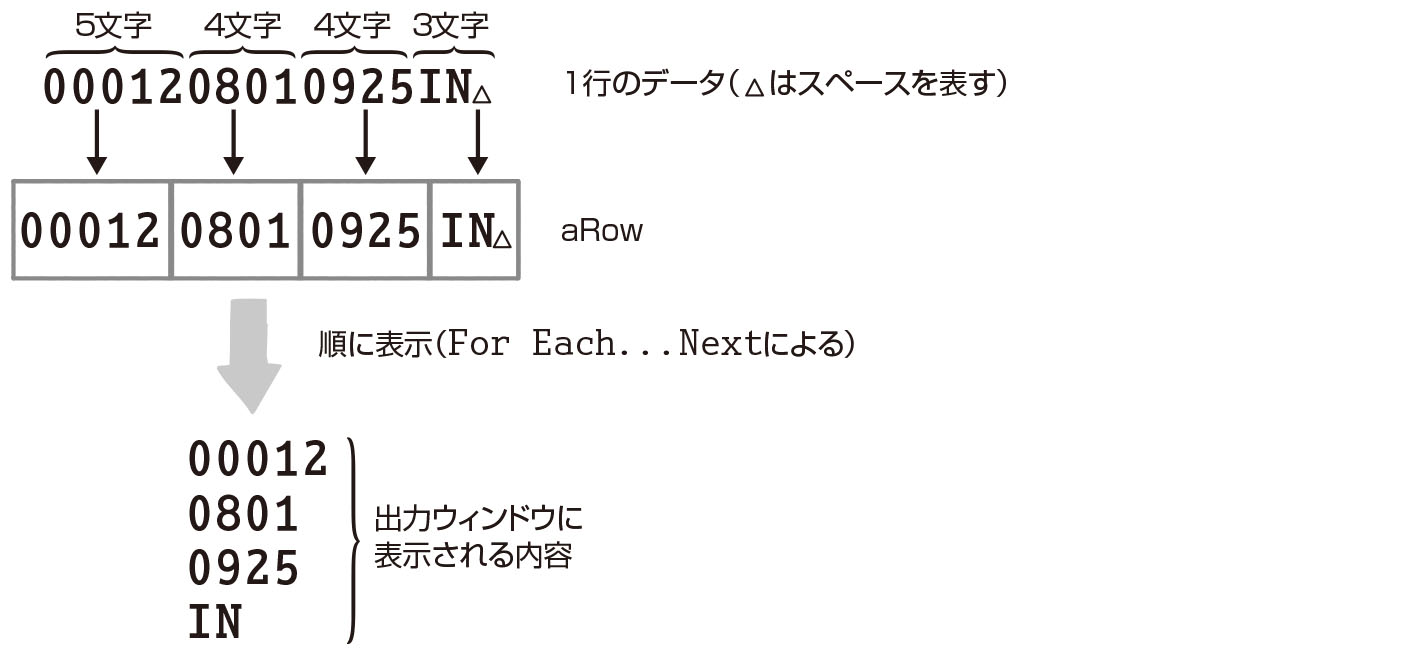 5文字 4文字 4文字 3文字
0001208010925IN△ 1行のデータ(△はスペースを表す)
00012 0801 0925 IN△ aRow
順に表示(For Each...Nextによる)
00012
0801
0925
IN
出力ウィンドウに
表示される内容